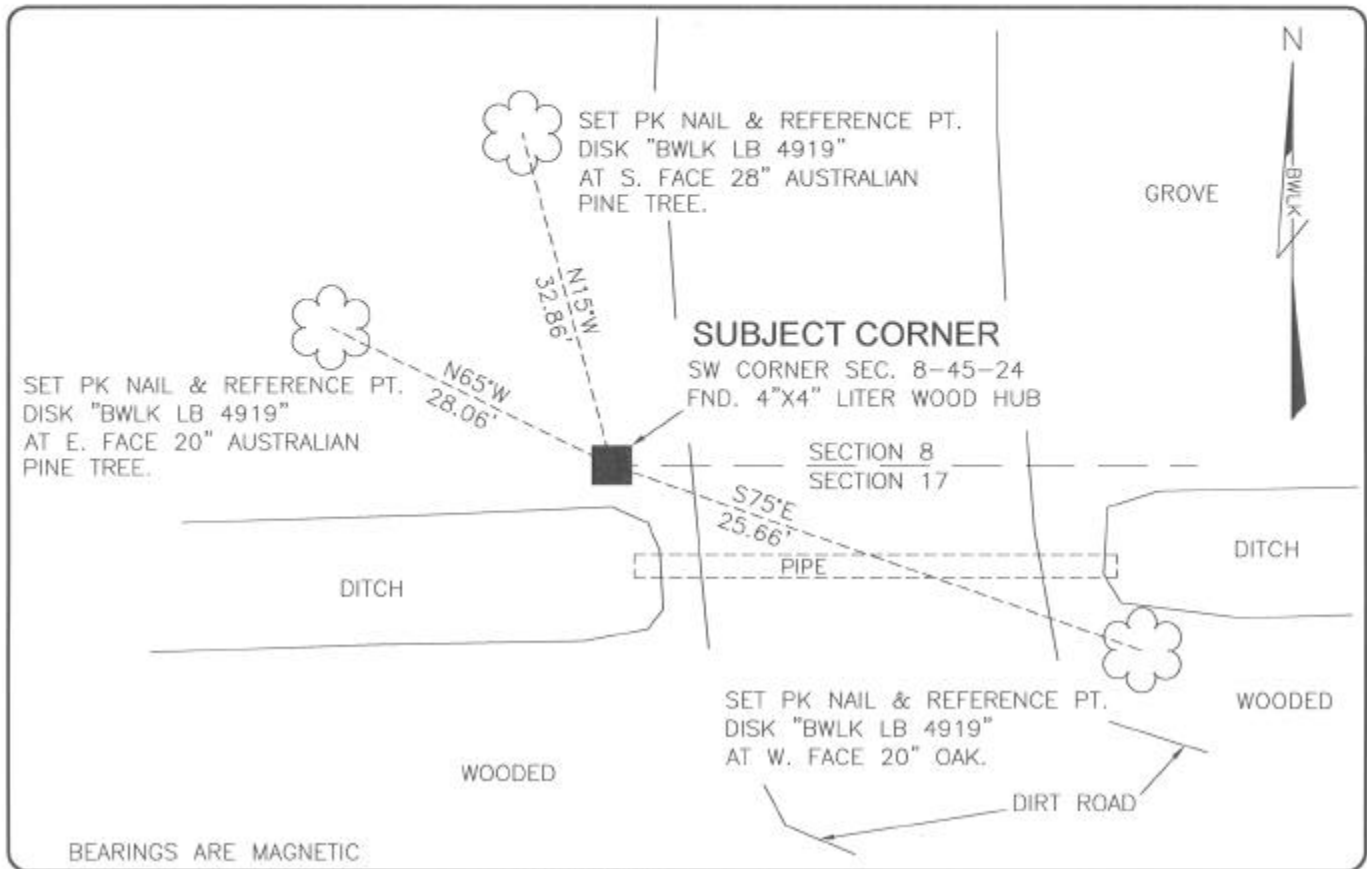 N
BWLK
SET PK NAIL & REFERENCE PT.
DISK "BWLK LB 4919"
AT S. FACE 28" AUSTRALIAN
PINE TREE.
GROVE
N15°W
32.86'
SUBJECT CORNER
SW CORNER SEC. 8-45-24
FND. 4"X4" LITER WOOD HUB
SET PK NAIL & REFERENCE PT.
DISK "BWLK LB 4919"
AT E. FACE 20" AUSTRALIAN
PINE TREE.
N65°W
28.06'
SECTION 8
SECTION 17
S75°E
25.66'
PIPE
DITCH
DITCH
SET PK NAIL & REFERENCE PT.
DISK "BWLK LB 4919"
AT W. FACE 20" OAK.
WOODED
WOODED
DIRT ROAD
BEARINGS ARE MAGNETIC